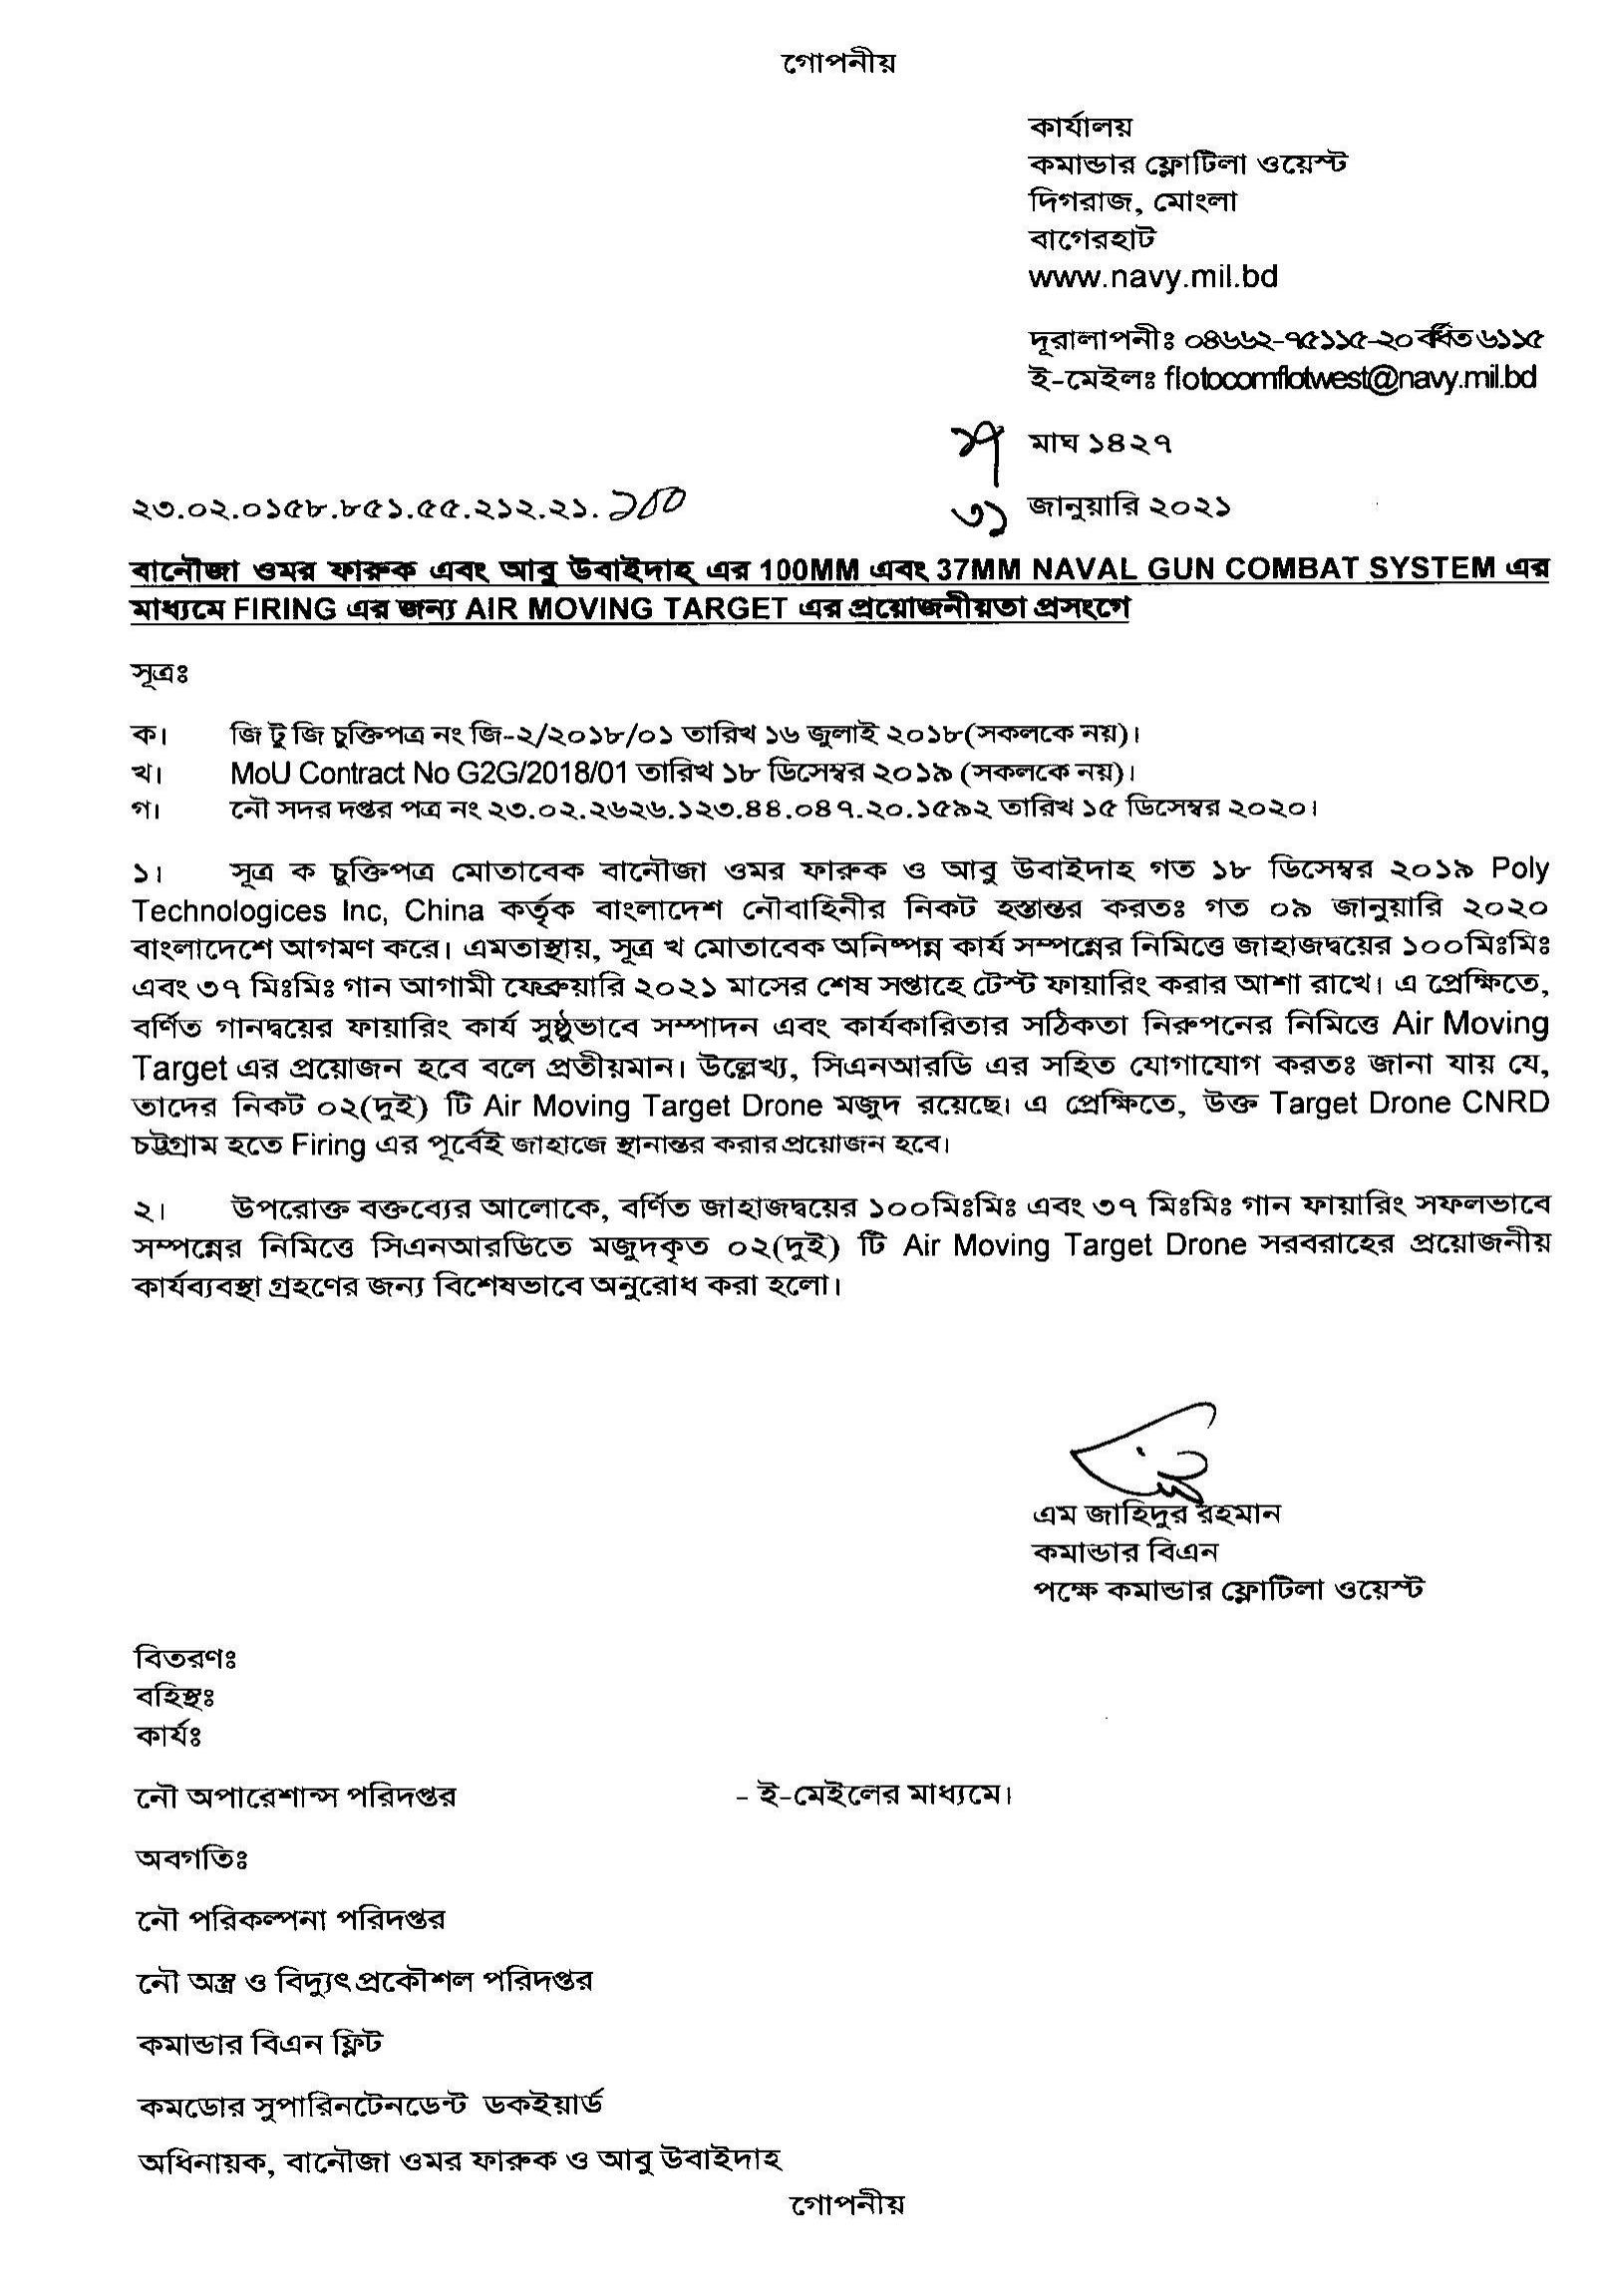 গোপনীয়
কার্যালয়
কমান্ডার ফ্লোটিলা ওয়েস্ট
দিগরাজ, মোংলা
বাগেরহাট
www.navy.mil.bd
দূরালাপনীঃ ০৪৬৬২-৭৫১১৫-২০ বর্ধিত ৬১১৫
ই-মেইলঃ flotocomflotwest@navy.mil.bd
১৭ মাঘ ১৪২৭
২৩.০২.০১৫৮.৮৫১.৫৫.২১২.২১.
৩১ জানুয়ারি ২০২১
বানৌজা ওমর ফারুক এবং আবু উবাইদাহ এর 100MM এবং 37MM NAVAL GUN COMBAT SYSTEM এর
মাধ্যমে FIRING এর জন্য AIR MOVING TARGET এর প্রয়োজনীয়তা প্রসংগে
সূত্রঃ
ক। জি টু জি চুক্তিপত্র নং জি-২/২০১৮/০১ তারিখ ১৬ জুলাই ২০১৮(সকলকে নয়)।
খ। MoU Contract No G2G/2018/01 তারিখ ১৮ ডিসেম্বর ২০১৯ (সকলকে নয়)।
গ। নৌ সদর দপ্তর পত্র নং ২৩.০২.২৬২৬.১২৩.৪৪.০৪৭.২০.১৫৯২ তারিখ ১৫ ডিসেম্বর ২০২০।
১। সূত্র ক চুক্তিপত্র মোতাবেক বানৌজা ওমর ফারুক ও আবু উবাইদাহ গত ১৮ ডিসেম্বর ২০১৯ Poly
Technologices Inc, China কর্তৃক বাংলাদেশ নৌবাহিনীর নিকট হস্তান্তর করতঃ গত ০৯ জানুয়ারি ২০২০
বাংলাদেশে আগমণ করে। এমতাস্থায়, সূত্র খ মোতাবেক অনিষ্পন্ন কার্য সম্পন্নের নিমিত্তে জাহাজদ্বয়ের ১০০মিঃমিঃ
এবং ৩৭ মিঃমিঃ গান আগামী ফেব্রুয়ারি ২০২১ মাসের শেষ সপ্তাহে টেস্ট ফায়ারিং করার আশা রাখে। এ প্রেক্ষিতে,
বর্ণিত গানদ্বয়ের ফায়ারিং কার্য সুষ্ঠুভাবে সম্পাদন এবং কার্যকারিতার সঠিকতা নিরুপনের নিমিত্তে Air Moving
Target এর প্রয়োজন হবে বলে প্রতীয়মান। উল্লেখ্য, সিএনআরডি এর সহিত যোগাযোগ করতঃ জানা যায় যে,
তাদের নিকট ০২(দুই) টি Air Moving Target Drone মজুদ রয়েছে। এ প্রেক্ষিতে, উক্ত Target Drone CNRD
চট্টগ্রাম হতে Firing এর পূর্বেই জাহাজে স্থানান্তর করার প্রয়োজন হবে।
২। উপরোক্ত বক্তব্যের আলোকে, বর্ণিত জাহাজদ্বয়ের ১০০মিঃমিঃ এবং ৩৭ মিঃমিঃ গান ফায়ারিং সফলভাবে
সম্পন্নের নিমিত্তে সিএনআরডিতে মজুদকৃত ০২(দুই) টি Air Moving Target Drone সরবরাহের প্রয়োজনীয়
কার্যব্যবস্থা গ্রহণের জন্য বিশেষভাবে অনুরোধ করা হলো।
এম জাহিদুর রহমান
কমান্ডার বিএন
পক্ষে কমান্ডার ফ্লোটিলা ওয়েস্ট
বিতরণঃ
বহিস্থঃ
কার্যঃ
নৌ অপারেশান্স পরিদপ্তর - ই-মেইলের মাধ্যমে।
অবগতিঃ
নৌ পরিকল্পনা পরিদপ্তর
নৌ অস্ত্র ও বিদ্যুৎ প্রকৌশল পরিদপ্তর
কমান্ডার বিএন ফ্লিট
কমডোর সুপারিনটেনডেন্ট ডকইয়ার্ড
অধিনায়ক, বানৌজা ওমর ফারুক ও আবু উবাইদাহ
গোপনীয়